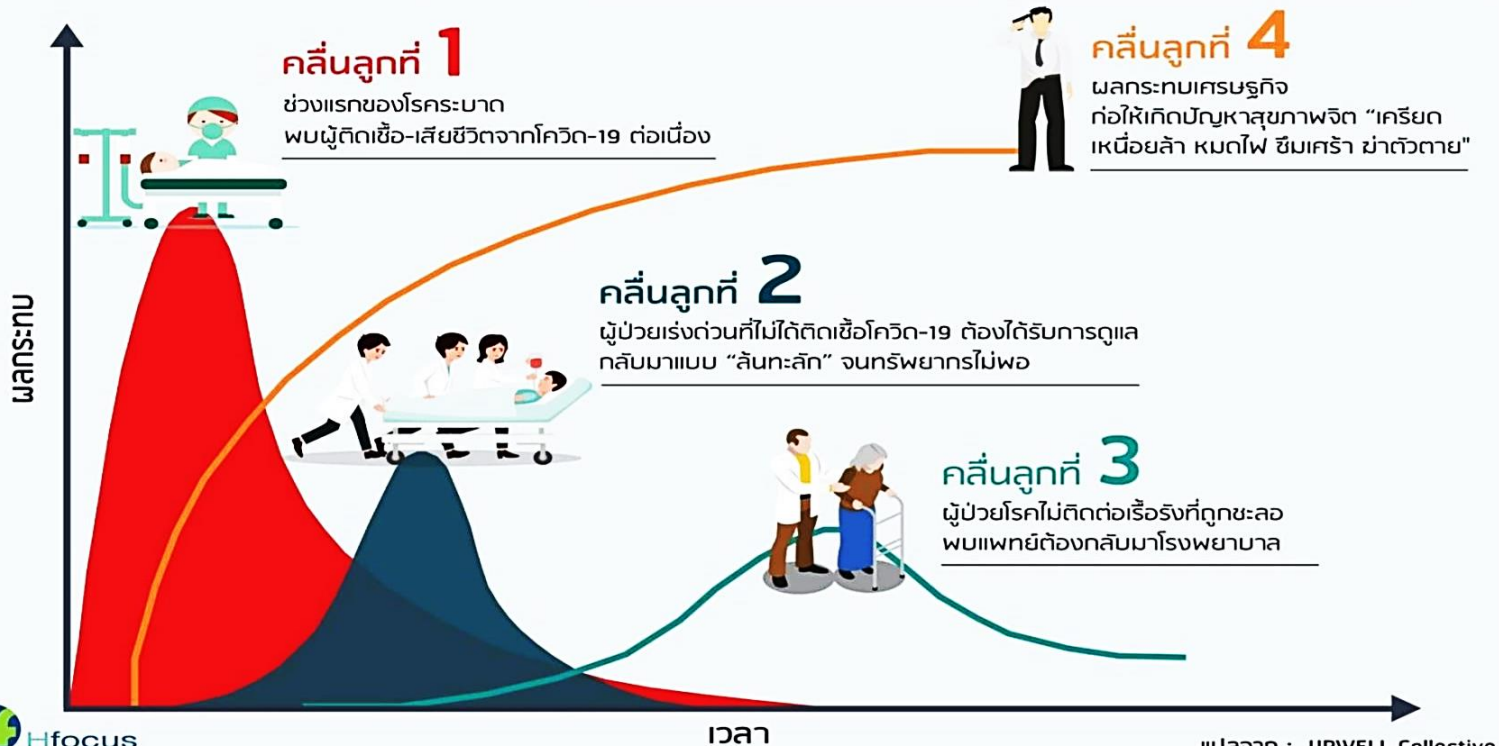 คลื่นลูกที่ 1
ช่วงแรกของโรคระบาด
พบผู้ติดเชื้อ-เสียชีวิตจากโควิด-19 ต่อเนื่อง
คลื่นลูกที่ 4
ผลกระทบเศรษฐกิจ
ก่อให้เกิดปัญหาสุขภาพจิต “เครียด
เหนื่อยล้า หมดไฟ ซึมเศร้า ฆ่าตัวตาย"
คลื่นลูกที่ 2
ผู้ป่วยเร่งด่วนที่ไม่ได้ติดเชื้อโควิด-19 ต้องได้รับการดูแล
กลับมาแบบ “ล้นทะลัก” จนทรัพยากรไม่พอ
คลื่นลูกที่ 3
ผู้ป่วยโรคไม่ติดต่อเรื้อรังที่ถูกชะลอ
พบแพทย์ต้องกลับมาโรงพยาบาล
ผลกระทบ
เวลา
Hfocus
แปลจาก : UPWELL Collective